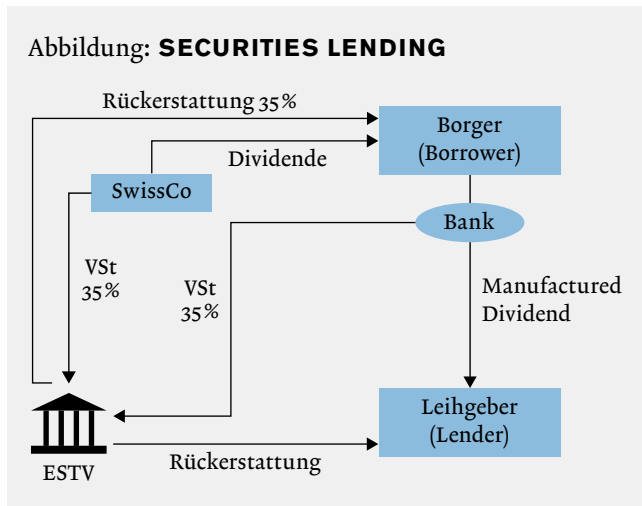 Abbildung: SECURITIES LENDING
Rückerstattung 35%
Borger
(Borrower)
Dividende
SwissCo
Bank
VSt
35%
VSt
35%
Manufactured
Dividend
Leihgeber
(Lender)
Rückerstattung
ESTV